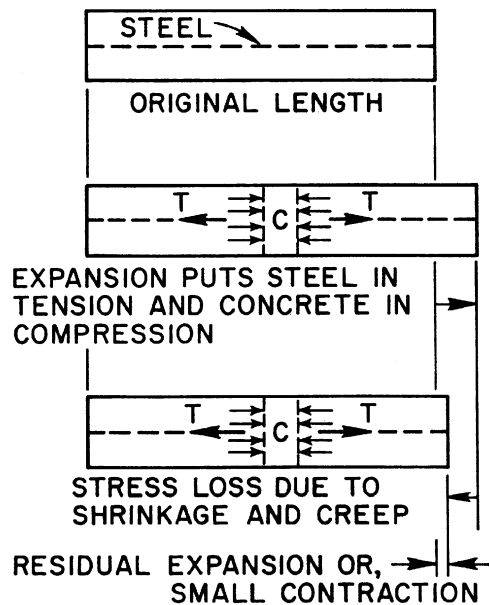 STEEL
ORIGINAL LENGTH
T C T
EXPANSION PUTS STEEL IN
TENSION AND CONCRETE IN
COMPRESSION
T C T
STRESS LOSS DUE TO
SHRINKAGE AND CREEP
RESIDUAL EXPANSION OR,
SMALL CONTRACTION